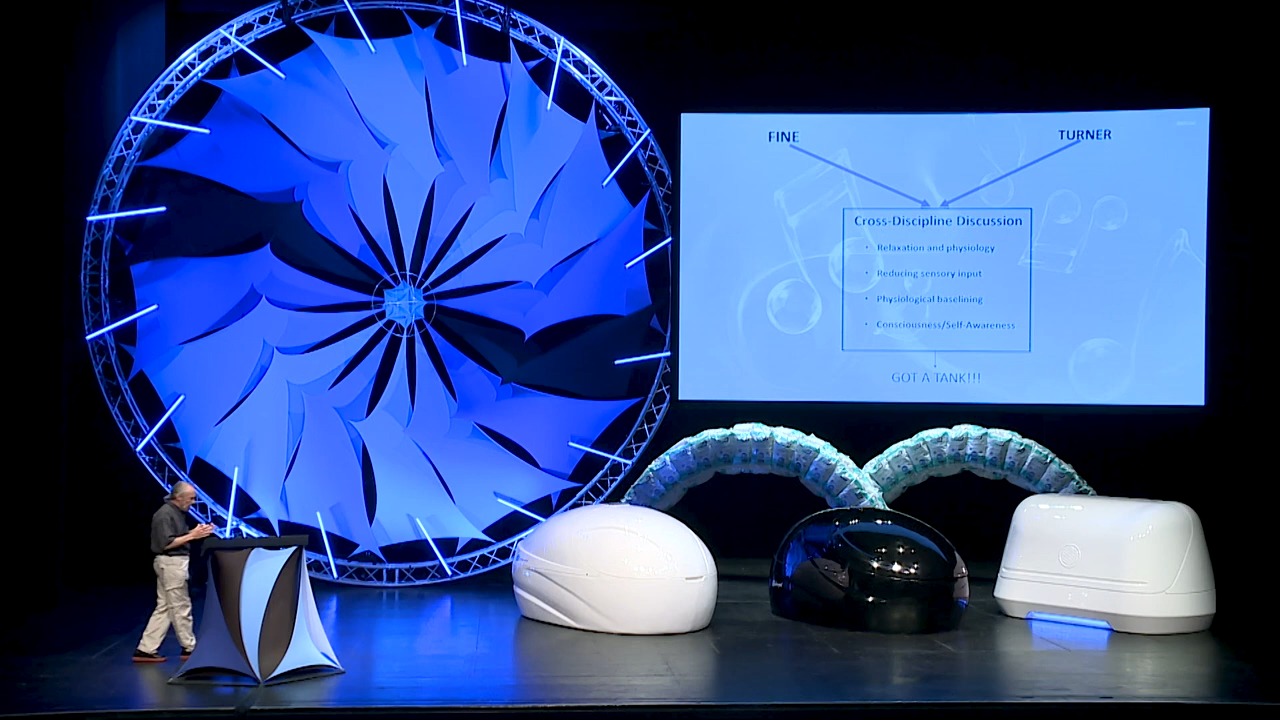 FINE
TURNER
Cross-Discipline Discussion
· Relaxation and physiology
· Reducing sensory input
· Physiological baselining
· Consciousness/Self-Awareness
GOT A TANK!!!